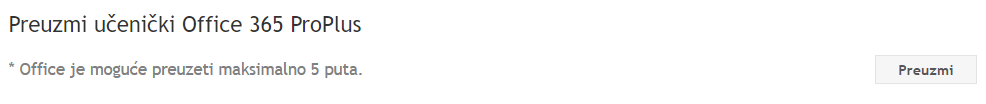 Preuzmi učenički Office 365 ProPlus
* Office je moguće preuzeti maksimalno 5 puta.
Preuzmi